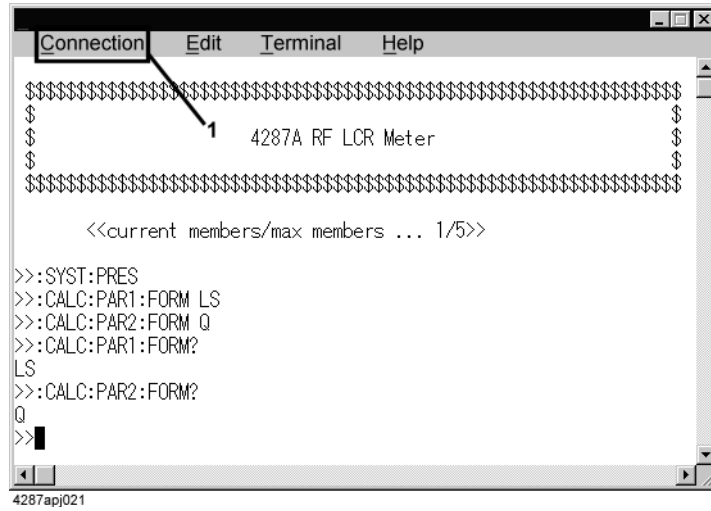 Connection Edit Terminal Help
$$$$$$$$$$$$$$$$$$$$$$$$$$$$$$$$$$$$$$$$$$$$$$$$$$$$$$$$$$$$$$$$$$
$ $
$ 1 4287A RF LCR Meter $
$ $
$$$$$$$$$$$$$$$$$$$$$$$$$$$$$$$$$$$$$$$$$$$$$$$$$$$$$$$$$$$$$$$$$$
<<current members/max members ... 1/5>>
>>:SYST:PRES
>>:CALC:PAR1:FORM LS
>>:CALC:PAR2:FORM Q
>>:CALC:PAR1:FORM?
LS
>>:CALC:PAR2:FORM?
Q
>>
4287apj021